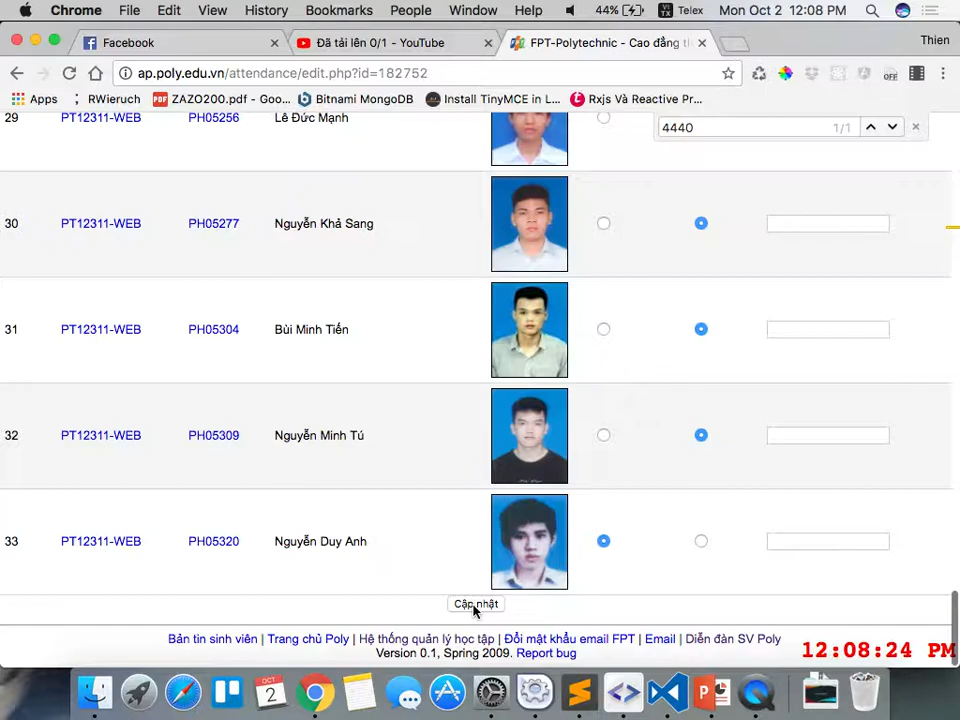 Chrome File Edit View History Bookmarks People Window Help 44% VI TX Telex Mon Oct 2 12:08 PM
Facebook × Đã tải lên 0/1 - YouTube × FPT-Polytechnic - Cao đẳng t × Thien
ap.poly.edu.vn/attendance/edit.php?id=182752 OFF
Apps RWieruch PDF ZAZO200.pdf - Goo... Bitnami MongoDB Install TinyMCE in L... Rxjs Và Reactive Pr...
4440 1/1
29 PT12311-WEB PH05256 Lê Đức Mạnh
30 PT12311-WEB PH05277 Nguyễn Khả Sang
31 PT12311-WEB PH05304 Bùi Minh Tiến
32 PT12311-WEB PH05309 Nguyễn Minh Tú
33 PT12311-WEB PH05320 Nguyễn Duy Anh
Cập nhật
Bản tin sinh viên | Trang chủ Poly | Hệ thống quản lý học tập | Đổi mật khẩu email FPT | Email | Diễn đàn SV Poly
Version 0.1, Spring 2009. Report bug
12:08:24 PM
OCT 2